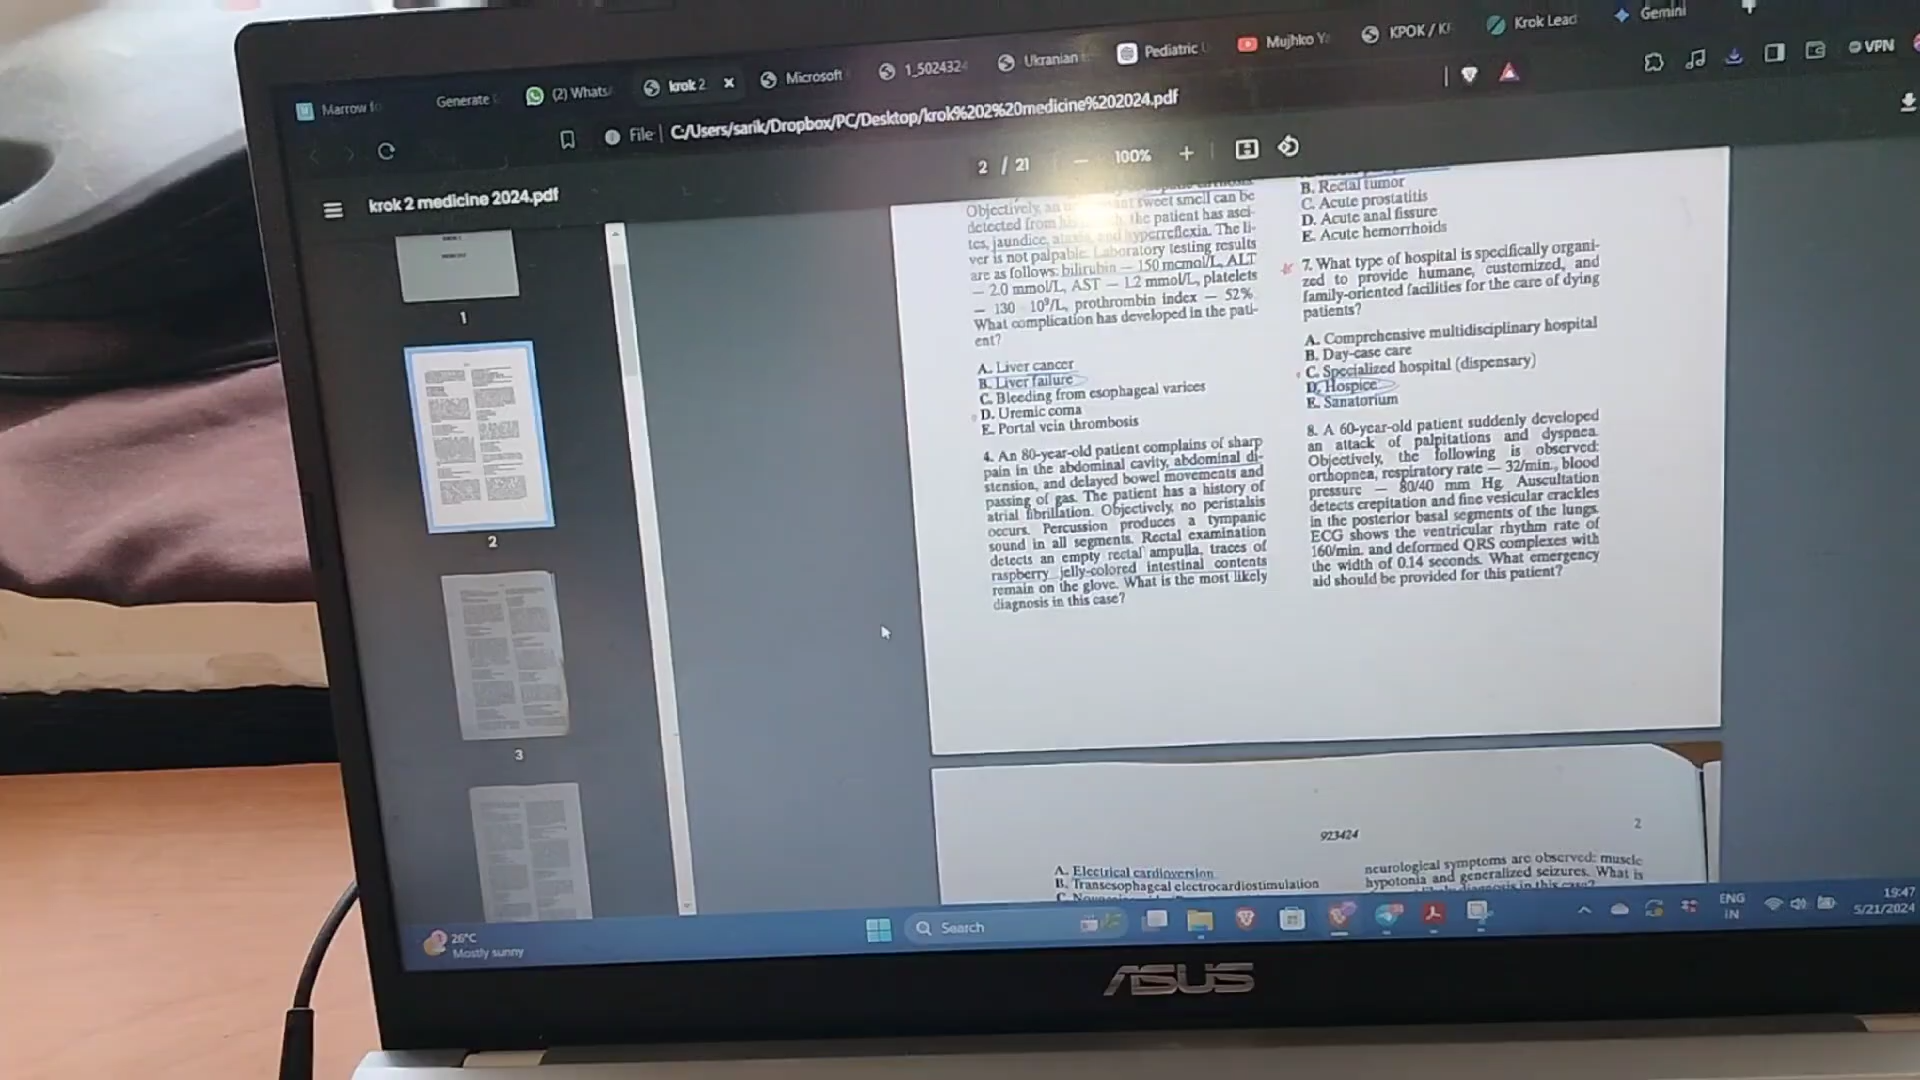 Marrow fo
Generate
(2) Whats
krok 2
Microsoft
1_5024324
Ukranian
Pediatric
Mujhko Y
KPOK / K
Krok Lead
Gemini
File C:/Users/sarik/Dropbox/PC/Desktop/krok%202%20medicine%202024.pdf
VPN
krok 2 medicine 2024.pdf
2 / 21
100%
1
2
3
Objectively, an sweet smell can be
detected from the patient has asci-
tes, jaundice, ataxia, and hyperreflexia. The li-
ver is not palpable. Laboratory testing results
are as follows: bilirubin — 150 mcmol/L, ALT
— 2.0 mmol/L, AST — 1.2 mmol/L, platelets
— 130 · 10⁹/L, prothrombin index — 52%.
What complication has developed in the pati-
ent?
A. Liver cancer
B. Liver failure
C. Bleeding from esophageal varices
D. Uremic coma
E. Portal vein thrombosis
4. An 80-year-old patient complains of sharp
pain in the abdominal cavity, abdominal di-
stension, and delayed bowel movements and
passing of gas. The patient has a history of
atrial fibrillation. Objectively, no peristalsis
occurs. Percussion produces a tympanic
sound in all segments. Rectal examination
detects an empty rectal ampulla, traces of
raspberry jelly-colored intestinal contents
remain on the glove. What is the most likely
diagnosis in this case?
B. Rectal tumor
C. Acute prostatitis
D. Acute anal fissure
E. Acute hemorrhoids
7. What type of hospital is specifically organi-
zed to provide humane, customized, and
family-oriented facilities for the care of dying
patients?
A. Comprehensive multidisciplinary hospital
B. Day-case care
C. Specialized hospital (dispensary)
D. Hospice
E. Sanatorium
8. A 60-year-old patient suddenly developed
an attack of palpitations and dyspnea.
Objectively, the following is observed:
orthopnea, respiratory rate — 32/min., blood
pressure — 80/40 mm Hg. Auscultation
detects crepitation and fine vesicular crackles
in the posterior basal segments of the lungs.
ECG shows the ventricular rhythm rate of
160/min. and deformed QRS complexes with
the width of 0.14 seconds. What emergency
aid should be provided for this patient?
923424
2
A. Electrical cardioversion
B. Transesophageal electrocardiostimulation
neurological symptoms are observed: muscle
hypotonia and generalized seizures. What is
26°C
Mostly sunny
Search
ENG
IN
19:47
5/21/2024
ASUS